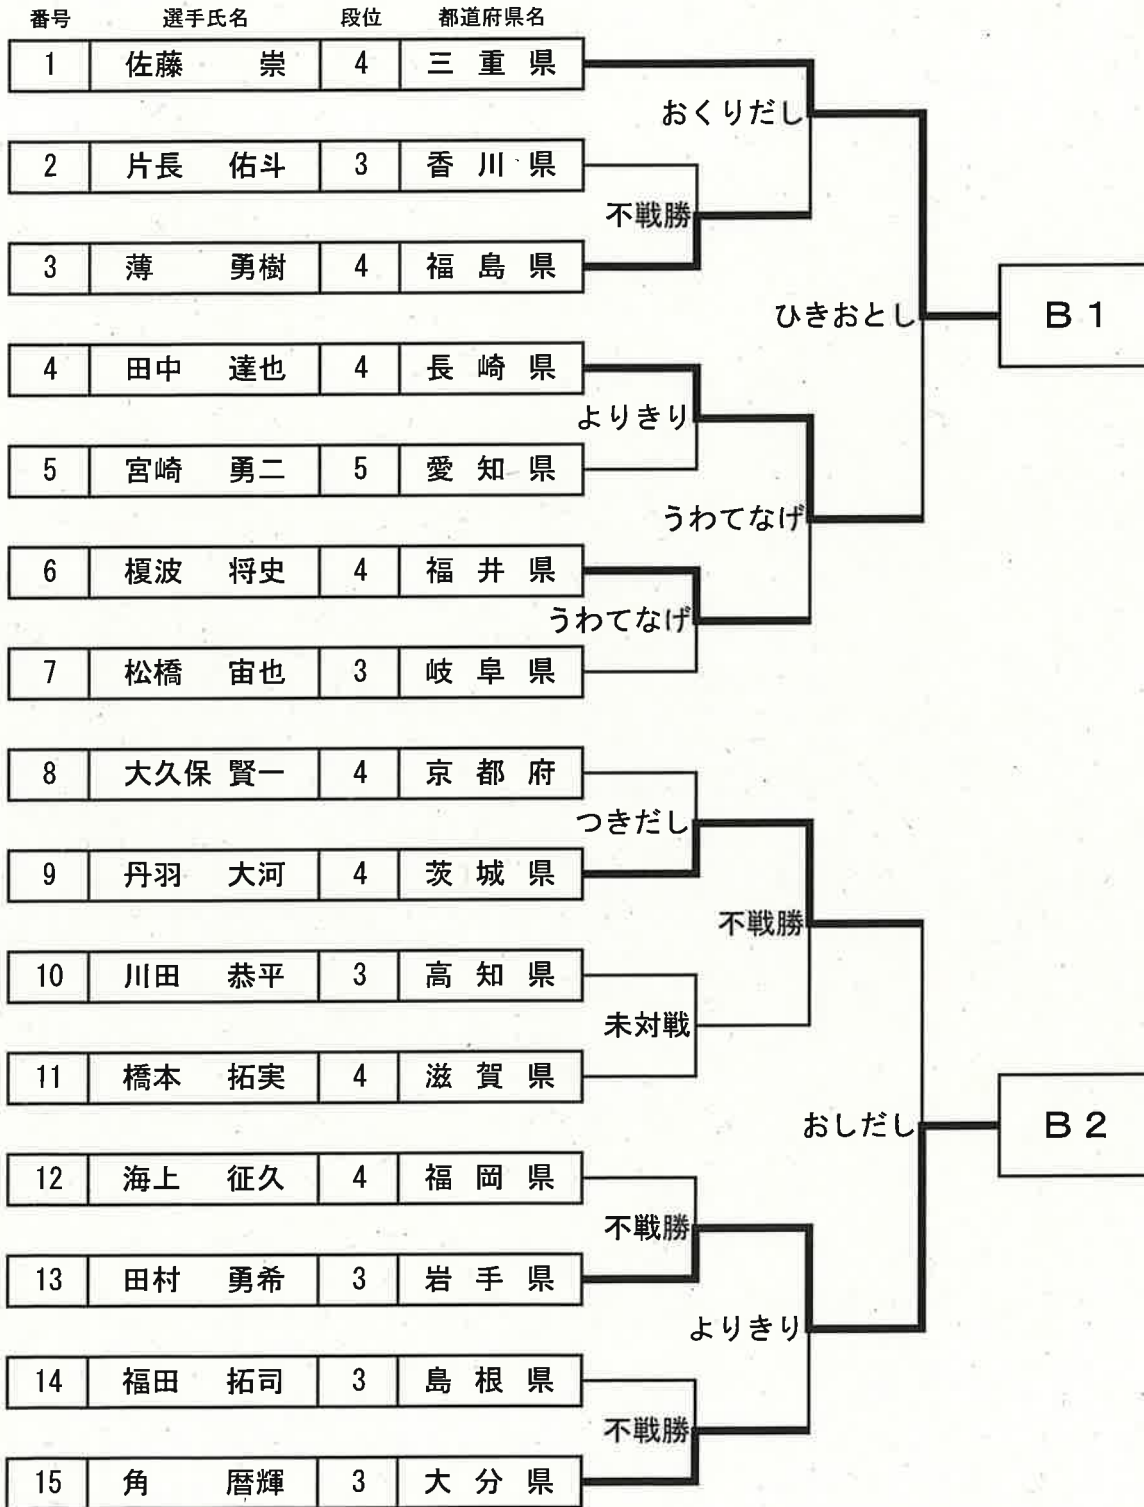 番号 選手氏名 段位 都道府県名
1 佐藤 崇 4 三重県
おくりだし
2 片長 佑斗 3 香川県
不戦勝
3 薄 勇樹 4 福島県
ひきおとし B1
4 田中 達也 4 長崎県
よりきり
5 宮崎 勇二 5 愛知県
うわてなげ
6 榎波 将史 4 福井県
うわてなげ
7 松橋 宙也 3 岐阜県
8 大久保 賢一 4 京都府
つきだし
9 丹羽 大河 4 茨城県
不戦勝
10 川田 恭平 3 高知県
未対戦
11 橋本 拓実 4 滋賀県
おしだし B2
12 海上 征久 4 福岡県
不戦勝
13 田村 勇希 3 岩手県
よりきり
14 福田 拓司 3 島根県
不戦勝
15 角 暦輝 3 大分県